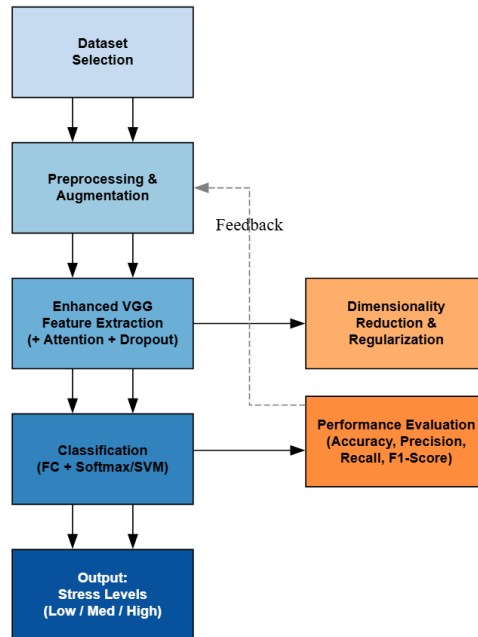 Dataset
Selection
Preprocessing &
Augmentation
Feedback
Enhanced VGG
Feature Extraction
(+ Attention + Dropout)
Dimensionality
Reduction &
Regularization
Classification
(FC + Softmax/SVM)
Performance Evaluation
(Accuracy, Precision,
Recall, F1-Score)
Output:
Stress Levels
(Low / Med / High)